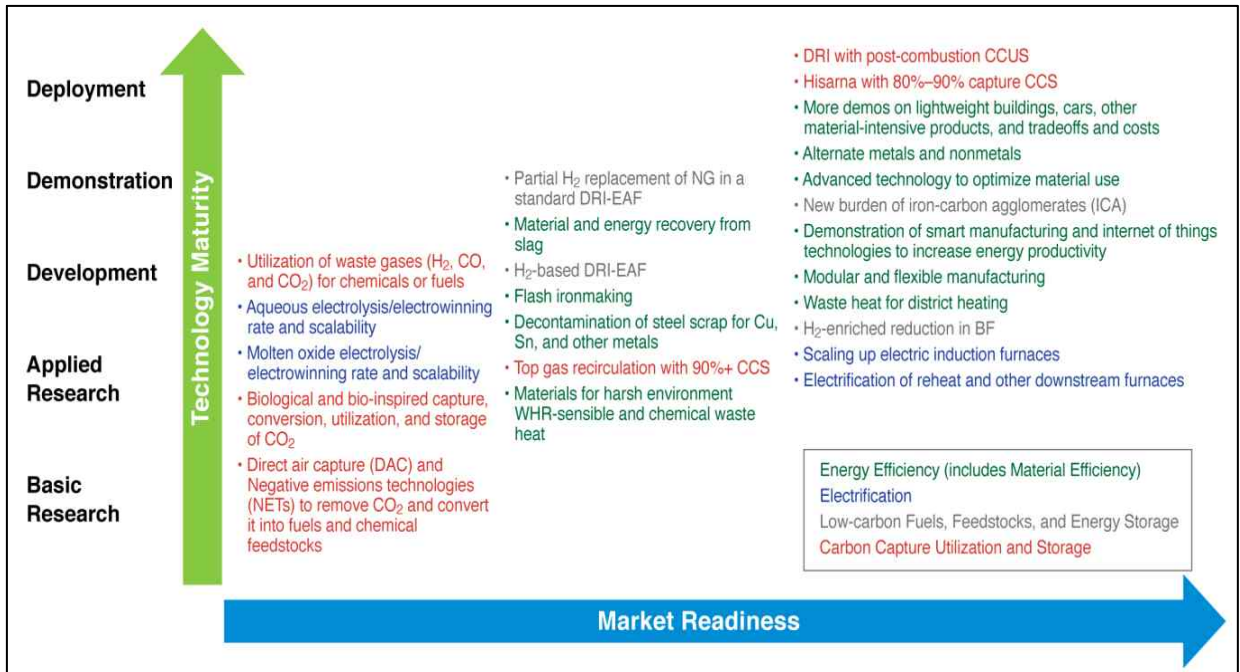 Deployment
Demonstration
Development
Applied
Research
Basic
Research
Technology Maturity
• Utilization of waste gases (H₂, CO,
and CO₂) for chemicals or fuels
• Aqueous electrolysis/electrowinning
rate and scalability
• Molten oxide electrolysis/
electrowinning rate and scalability
• Biological and bio-inspired capture,
conversion, utilization, and storage
of CO₂
• Direct air capture (DAC) and
Negative emissions technologies
(NETs) to remove CO₂ and convert
it into fuels and chemical
feedstocks
• Partial H₂ replacement of NG in a
standard DRI-EAF
• Material and energy recovery from
slag
• H₂-based DRI-EAF
• Flash ironmaking
• Decontamination of steel scrap for Cu,
Sn, and other metals
• Top gas recirculation with 90%+ CCS
• Materials for harsh environment
WHR-sensible and chemical waste
heat
• DRI with post-combustion CCUS
• Hisarna with 80%–90% capture CCS
• More demos on lightweight buildings, cars, other
material-intensive products, and tradeoffs and costs
• Alternate metals and nonmetals
• Advanced technology to optimize material use
• New burden of iron-carbon agglomerates (ICA)
• Demonstration of smart manufacturing and internet of things
technologies to increase energy productivity
• Modular and flexible manufacturing
• Waste heat for district heating
• H₂-enriched reduction in BF
• Scaling up electric induction furnaces
• Electrification of reheat and other downstream furnaces
Energy Efficiency (includes Material Efficiency)
Electrification
Low-carbon Fuels, Feedstocks, and Energy Storage
Carbon Capture Utilization and Storage
Market Readiness